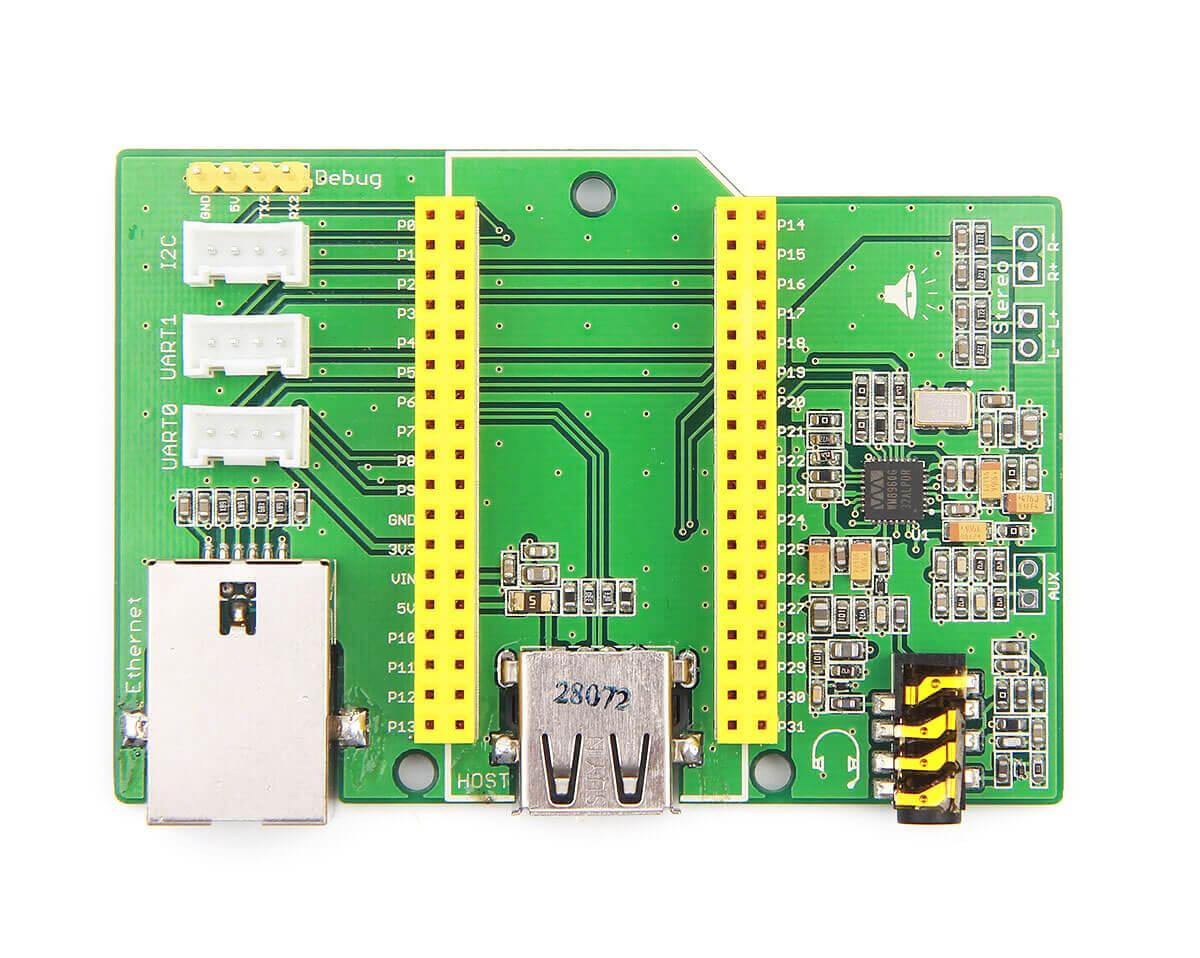 Debug
GND
5V
TX2
RX2
I2C
UART1
UART0
Ethernet
P0
P1
P2
P3
P4
P5
P6
P7
P8
P9
GND
3V3
VIN
5V
P10
P11
P12
P13
P14
P15
P16
P17
P18
P19
P20
P21
P22
P23
P24
P25
P26
P27
P28
P29
P30
P31
Stereo
R-
R+
L+
L-
WM8960G
U1
AUX
HOST
28072
SUYIN